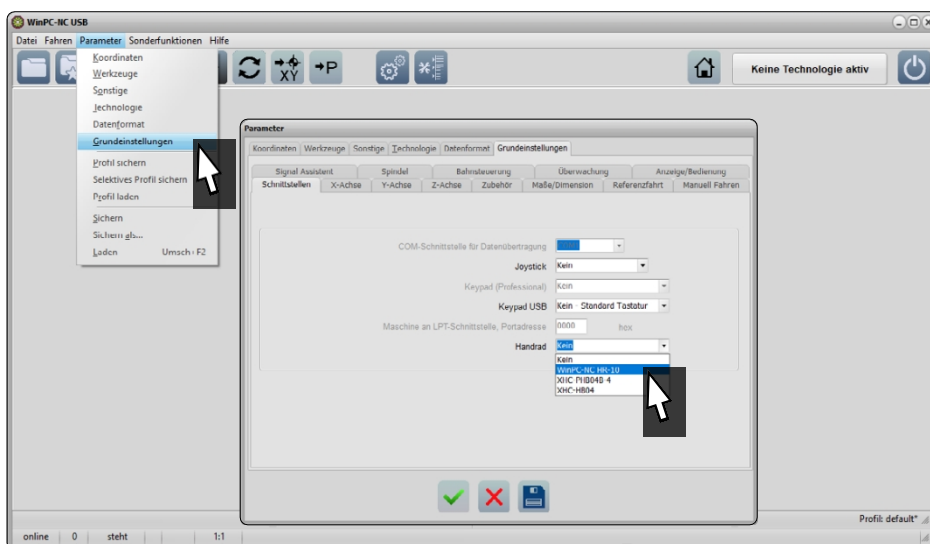 WinPC-NC USB
Datei Fahren Parameter Sonderfunktionen Hilfe
Koordinaten
Werkzeuge
Sonstige
Technologie
Datenformat
Grundeinstellungen
Profil sichern
Selektives Profil sichern
Profil laden
Sichern
Sichern als...
Laden Umsch+F2
XY
P
Keine Technologie aktiv
Parameter
Koordinaten Werkzeuge Sonstige Technologie Datenformat Grundeinstellungen
Signal Assistent Spindel Bahnsteuerung Überwachung Anzeige/Bedienung
Schnittstellen X-Achse Y-Achse Z-Achse Zubehör Maße/Dimension Referenzfahrt Manuell Fahren
COM-Schnittstelle für Datenübertragung
Joystick Kein
Keypad (Professional) Kein
Keypad USB Kein - Standard Tastatur
Maschine an LPT-Schnittstelle, Portadresse 0000 hex
Handrad Kein
Kein
WinPC-NC HR-10
XHC PHB04B-4
XHC-HB04
Profil: default*
online 0 steht 1:1